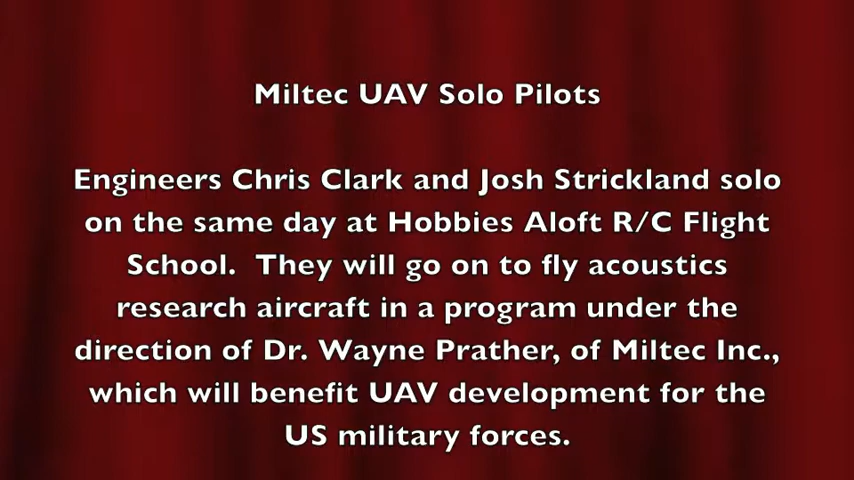 Miltec UAV Solo Pilots
Engineers Chris Clark and Josh Strickland solo
on the same day at Hobbies Aloft R/C Flight
School.  They will go on to fly acoustics
research aircraft in a program under the
direction of Dr. Wayne Prather, of Miltec Inc.,
which will benefit UAV development for the
US military forces.